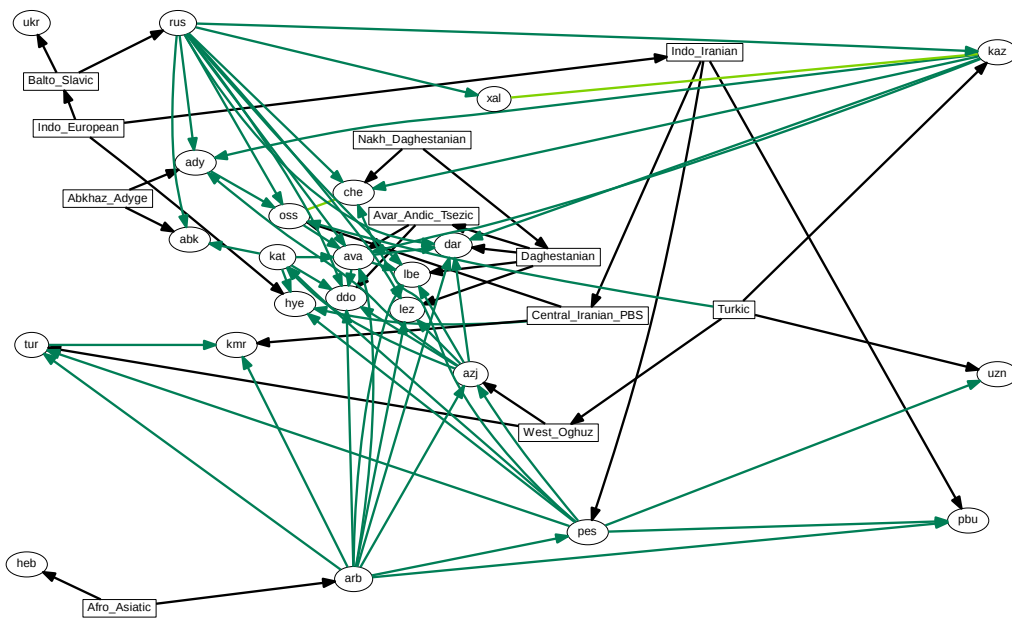 ukr
rus
Indo_Iranian
kaz
Balto_Slavic
xal
Indo_European
Nakh_Daghestanian
ady
che
Abkhaz_Adyge
oss
Avar_Andic_Tsezic
abk
dar
kat
ava
Daghestanian
lbe
ddo
hye
lez
Central_Iranian_PBS
Turkic
tur
kmr
azj
uzn
West_Oghuz
pes
pbu
heb
arb
Afro_Asiatic